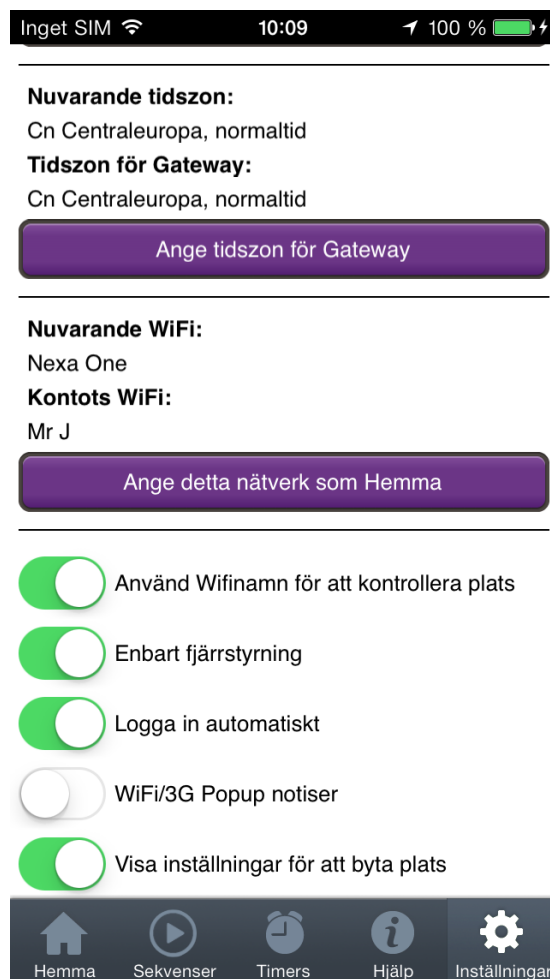 Inget SIM 10:09 100 %
Nuvarande tidszon:
Cn Centraleuropa, normaltid
Tidszon för Gateway:
Cn Centraleuropa, normaltid
Ange tidszon för Gateway
Nuvarande WiFi:
Nexa One
Kontots WiFi:
Mr J
Ange detta nätverk som Hemma
Använd Wifinamn för att kontrollera plats
Enbart fjärrstyrning
Logga in automatiskt
WiFi/3G Popup notiser
Visa inställningar för att byta plats
Hemma Sekvenser Timers Hjälp Inställningar